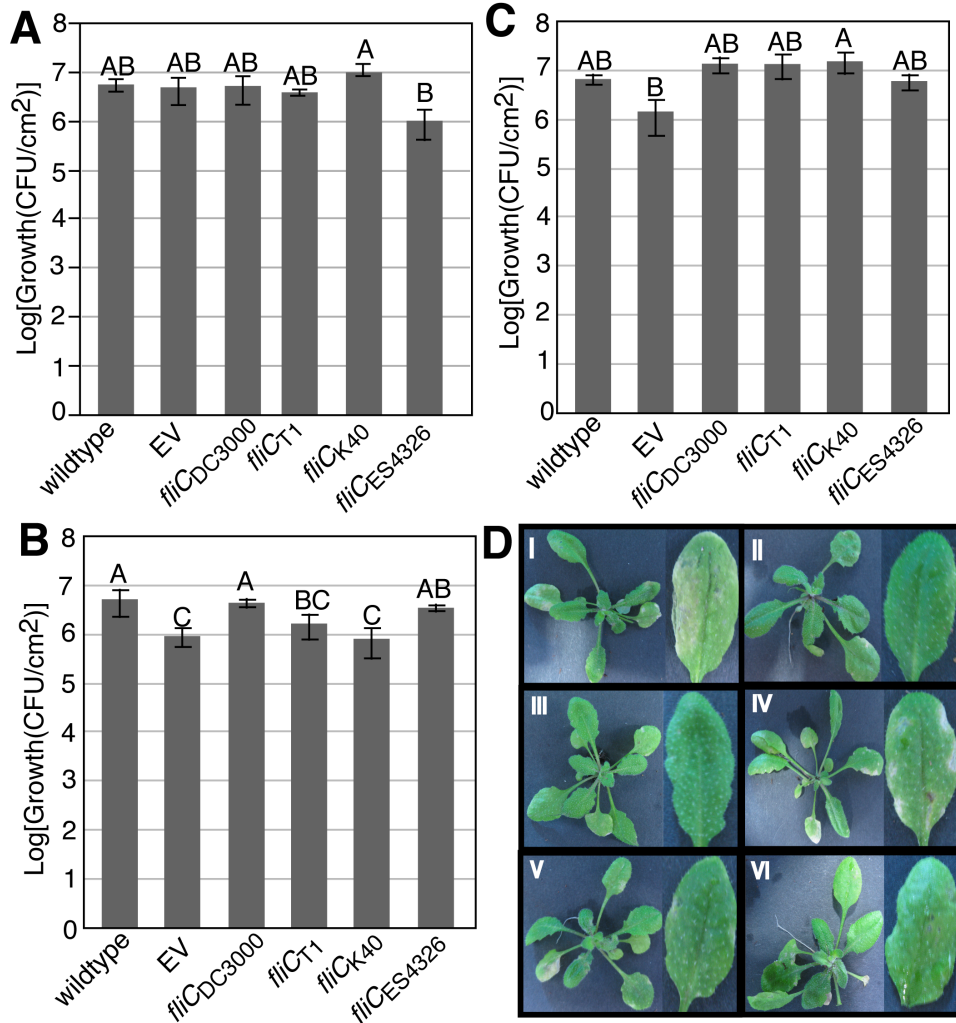 A
Log[Growth(CFU/cm2)]
8
7
6
5
4
3
2
1
0
AB AB AB AB A B
wildtype EV fliCDC3000 fliCT1 fliCK40 fliCES4326
C
Log[Growth(CFU/cm2)]
8
7
6
5
4
3
2
1
0
AB B AB AB A AB
wildtype EV fliCDC3000 fliCT1 fliCK40 fliCES4326
B
Log[Growth(CFU/cm2)]
8
7
6
5
4
3
2
1
0
A C A BC C AB
wildtype EV fliCDC3000 fliCT1 fliCK40 fliCES4326
D
I II
III IV
V VI